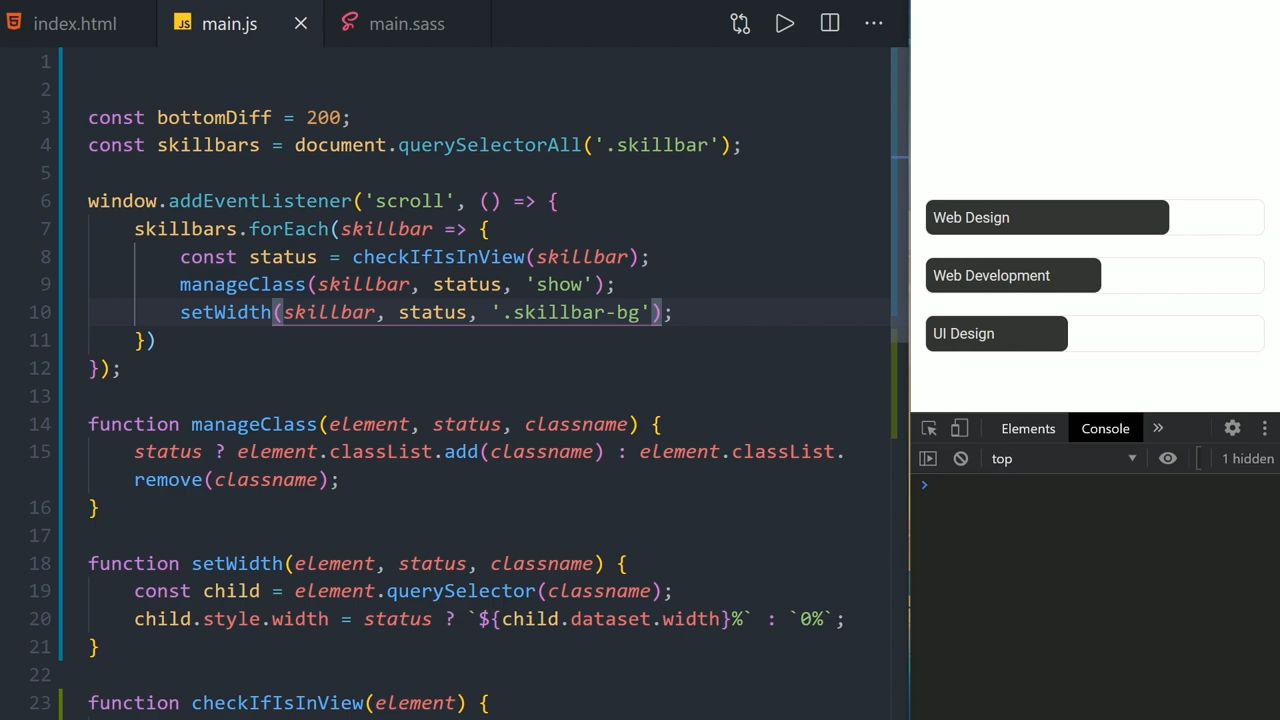 index.html
JS main.js
main.sass
1
2
3 const bottomDiff = 200;
4 const skillbars = document.querySelectorAll('.skillbar');
5
6 window.addEventListener('scroll', () => {
7 skillbars.forEach(skillbar => {
8 const status = checkIfIsInView(skillbar);
9 manageClass(skillbar, status, 'show');
10 setWidth(skillbar, status, '.skillbar-bg');
11 })
12 });
13
14 function manageClass(element, status, classname) {
15 status ? element.classList.add(classname) : element.classList.
remove(classname);
16 }
17
18 function setWidth(element, status, classname) {
19 const child = element.querySelector(classname);
20 child.style.width = status ? `${child.dataset.width}%` : `0%`;
21 }
22
23 function checkIfIsInView(element) {
Web Design
Web Development
UI Design
Elements
Console
top
1 hidden